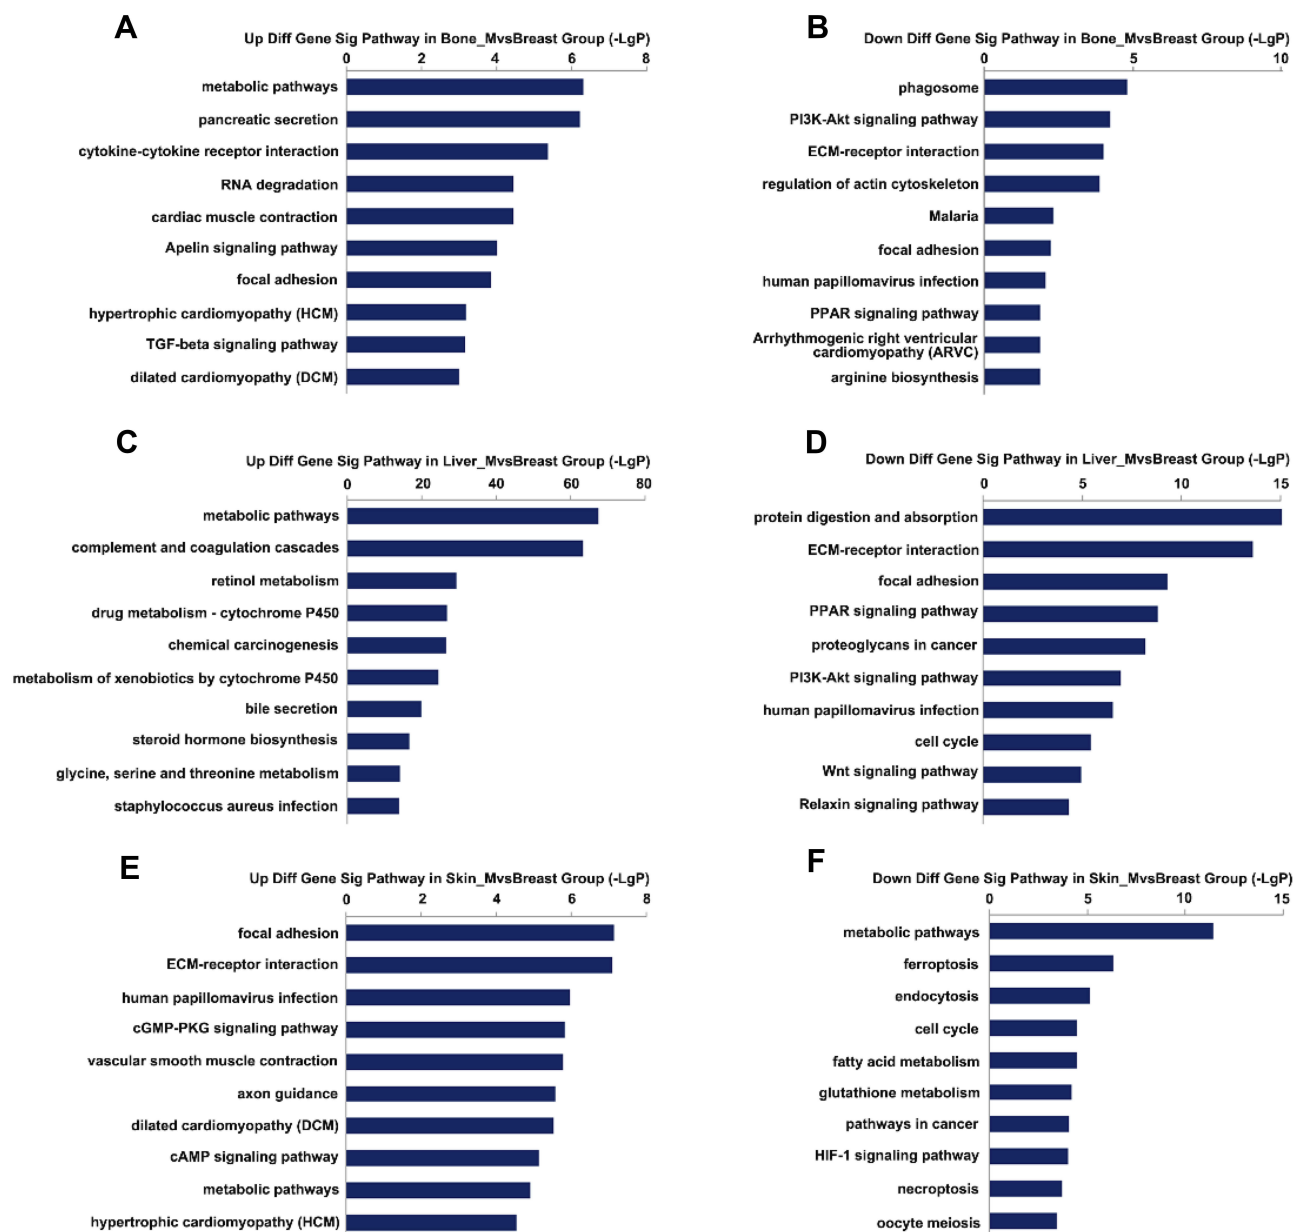 A
Up Diff Gene Sig Pathway in Bone_MvsBreast Group (-LgP)
0 2 4 6 8
metabolic pathways
pancreatic secretion
cytokine-cytokine receptor interaction
RNA degradation
cardiac muscle contraction
Apelin signaling pathway
focal adhesion
hypertrophic cardiomyopathy (HCM)
TGF-beta signaling pathway
dilated cardiomyopathy (DCM)
B
Down Diff Gene Sig Pathway in Bone_MvsBreast Group (-LgP)
0 5 10
phagosome
PI3K-Akt signaling pathway
ECM-receptor interaction
regulation of actin cytoskeleton
Malaria
focal adhesion
human papillomavirus infection
PPAR signaling pathway
Arrhythmogenic right ventricular
cardiomyopathy (ARVC)
arginine biosynthesis
C
Up Diff Gene Sig Pathway in Liver_MvsBreast Group (-LgP)
0 20 40 60 80
metabolic pathways
complement and coagulation cascades
retinol metabolism
drug metabolism - cytochrome P450
chemical carcinogenesis
metabolism of xenobiotics by cytochrome P450
bile secretion
steroid hormone biosynthesis
glycine, serine and threonine metabolism
staphylococcus aureus infection
D
Down Diff Gene Sig Pathway in Liver_MvsBreast Group (-LgP)
0 5 10 15
protein digestion and absorption
ECM-receptor interaction
focal adhesion
PPAR signaling pathway
proteoglycans in cancer
PI3K-Akt signaling pathway
human papillomavirus infection
cell cycle
Wnt signaling pathway
Relaxin signaling pathway
E
Up Diff Gene Sig Pathway in Skin_MvsBreast Group (-LgP)
0 2 4 6 8
focal adhesion
ECM-receptor interaction
human papillomavirus infection
cGMP-PKG signaling pathway
vascular smooth muscle contraction
axon guidance
dilated cardiomyopathy (DCM)
cAMP signaling pathway
metabolic pathways
hypertrophic cardiomyopathy (HCM)
F
Down Diff Gene Sig Pathway in Skin_MvsBreast Group (-LgP)
0 5 10 15
metabolic pathways
ferroptosis
endocytosis
cell cycle
fatty acid metabolism
glutathione metabolism
pathways in cancer
HIF-1 signaling pathway
necroptosis
oocyte meiosis